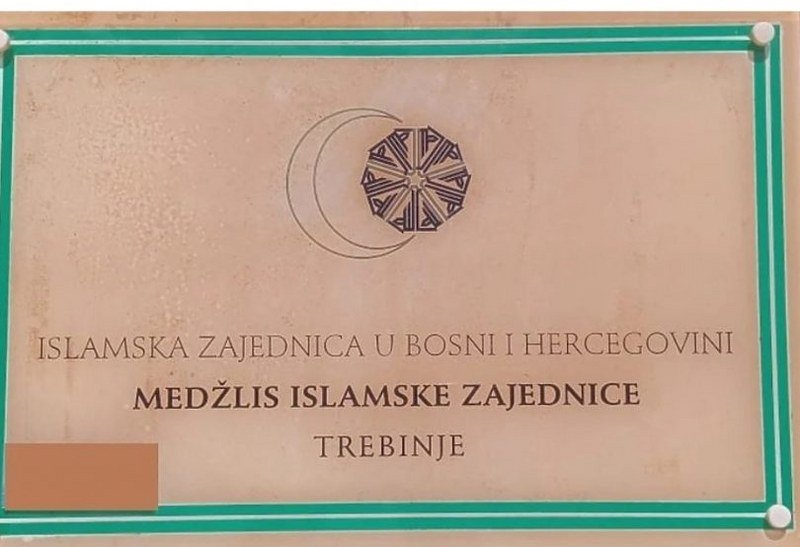 ISLAMSKA ZAJEDNICA U BOSNI I HERCEGOVINI
MEDŽLIS ISLAMSKE ZAJEDNICE
TREBINJE